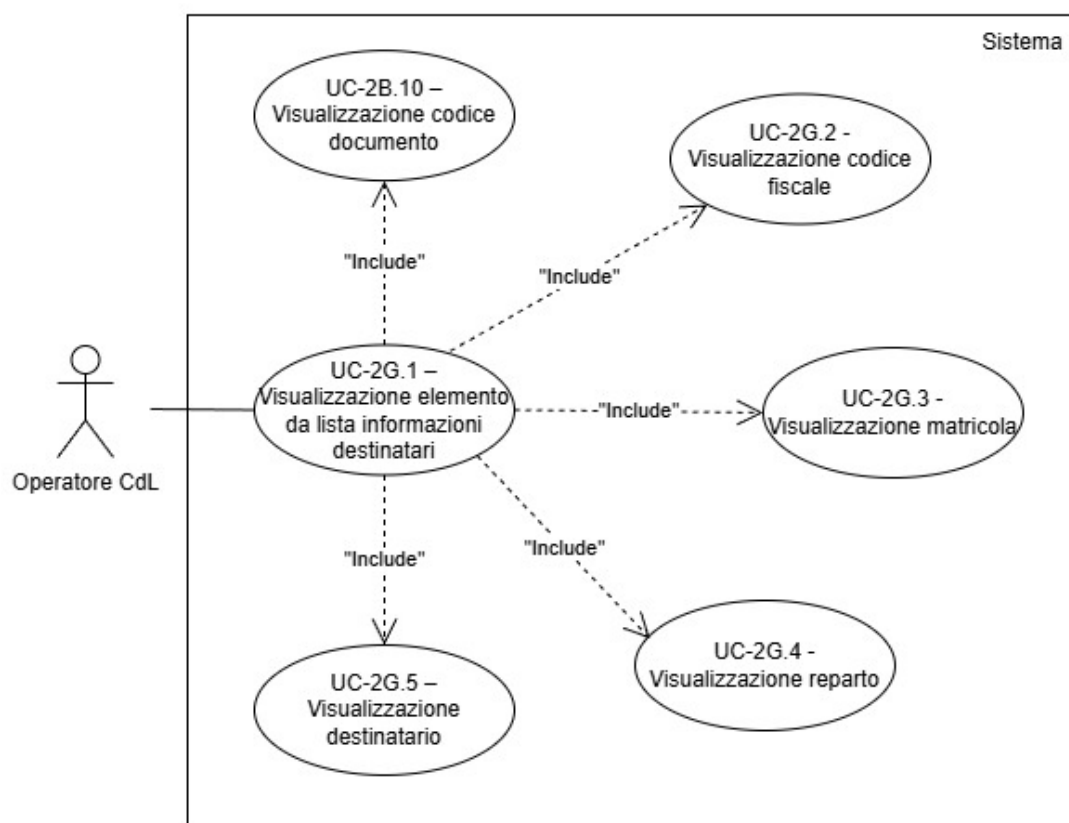 Sistema
UC-2B.10 –
Visualizzazione codice
documento
UC-2G.2 -
Visualizzazione codice
fiscale
"Include"
"Include"
UC-2G.1 –
Visualizzazione elemento
da lista informazioni
destinatari
"Include"
UC-2G.3 -
Visualizzazione matricola
Operatore CdL
"Include"
"Include"
UC-2G.4 -
Visualizzazione reparto
UC-2G.5 –
Visualizzazione
destinatario